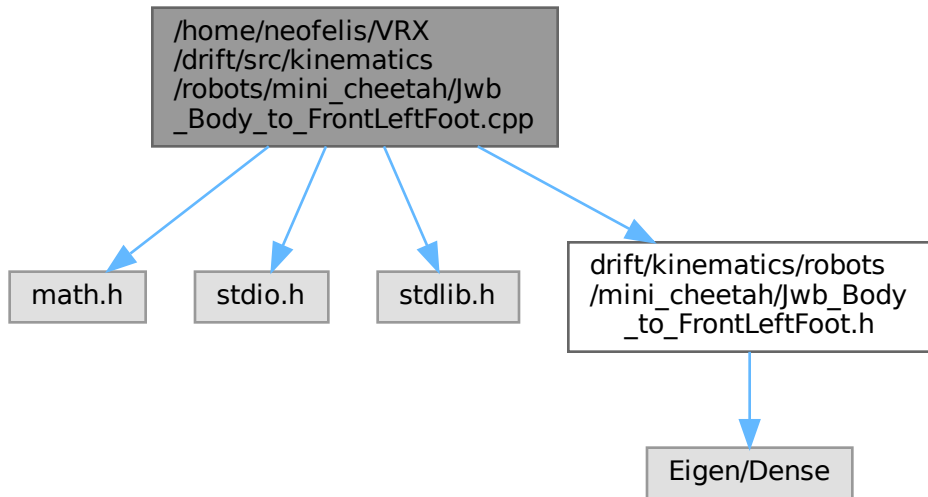 /home/neofelis/VRX
/drift/src/kinematics
/robots/mini_cheetah/Jwb
_Body_to_FrontLeftFoot.cpp
math.h
stdio.h
stdlib.h
drift/kinematics/robots
/mini_cheetah/Jwb_Body
_to_FrontLeftFoot.h
Eigen/Dense